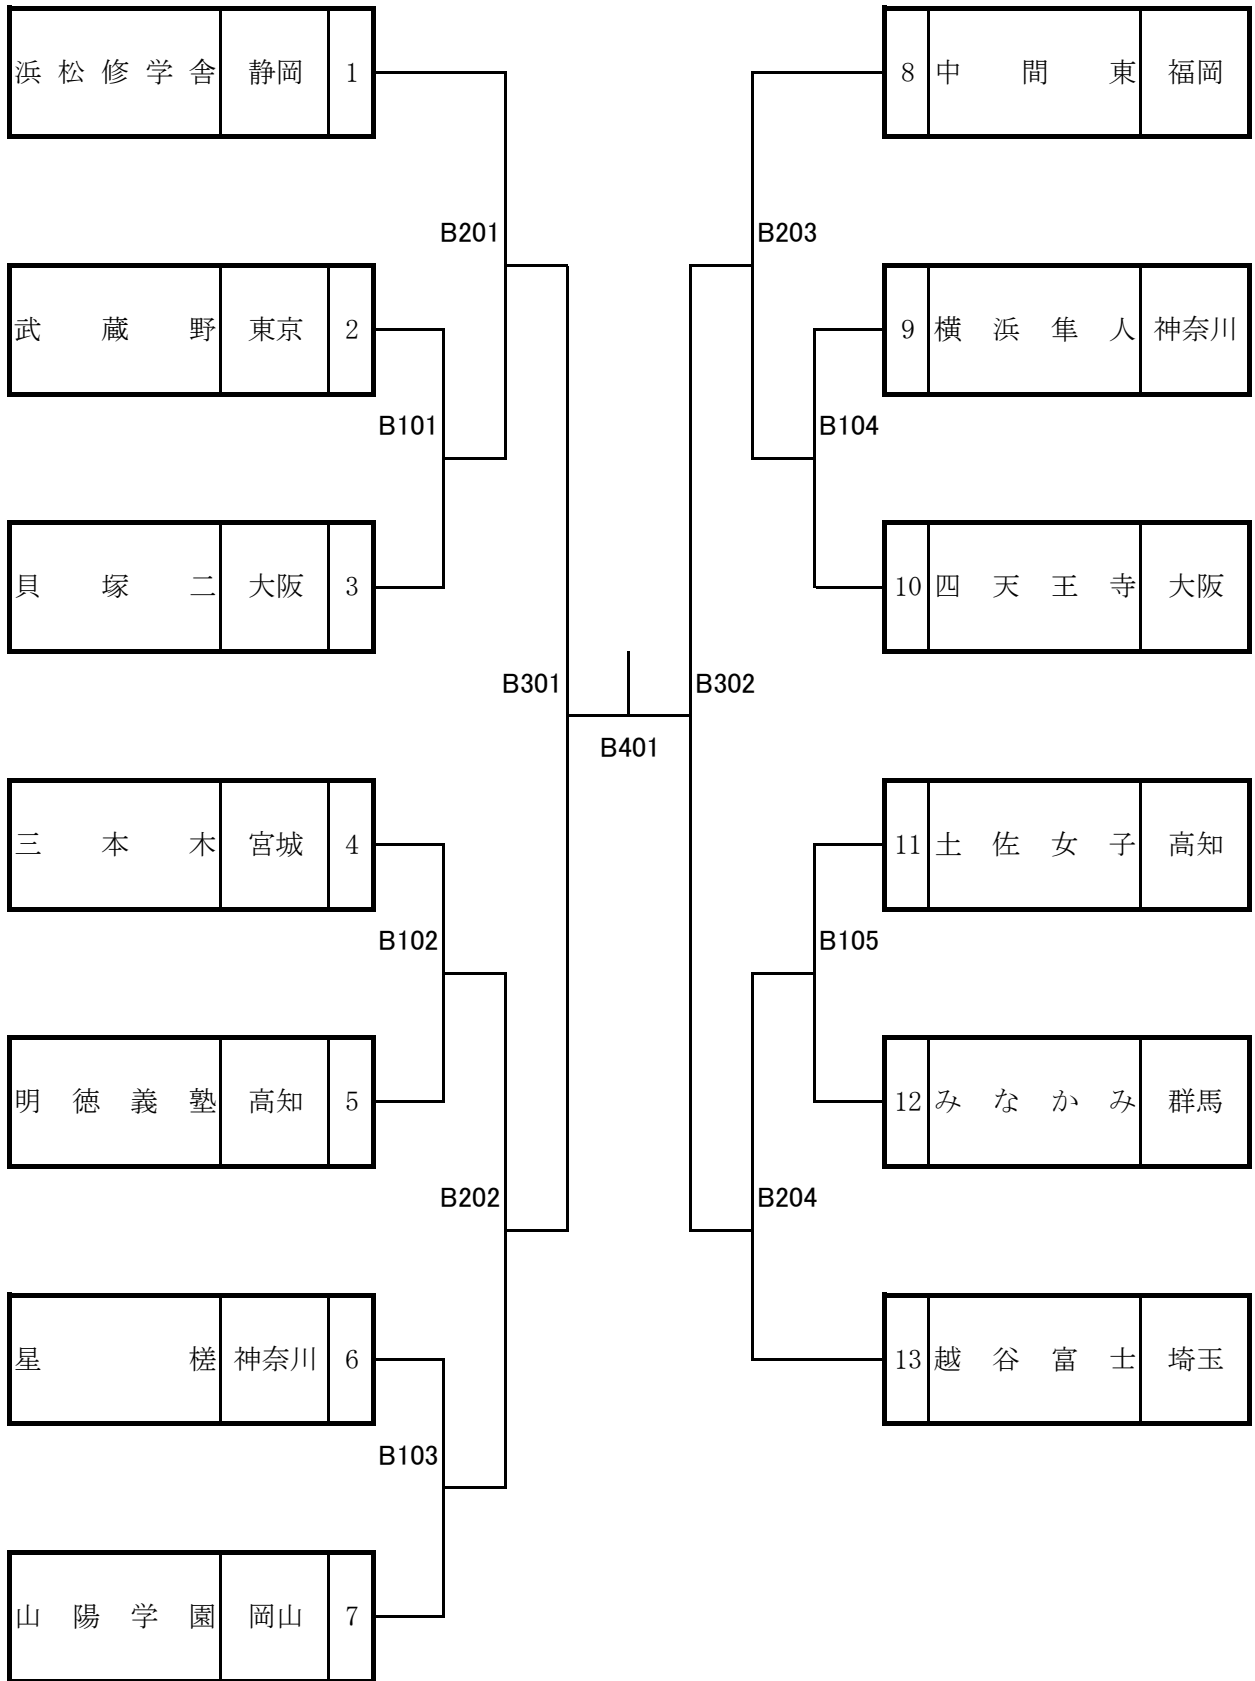 浜松修学舎 静岡 1
8 中間東 福岡
B201
B203
武蔵野 東京 2
9 横浜隼人 神奈川
B101
B104
貝塚二 大阪 3
10 四天王寺 大阪
B301
B302
B401
三本木 宮城 4
11 土佐女子 高知
B102
B105
明徳義塾 高知 5
12 みなかみ 群馬
B202
B204
星槎 神奈川 6
13 越谷富士 埼玉
B103
山陽学園 岡山 7